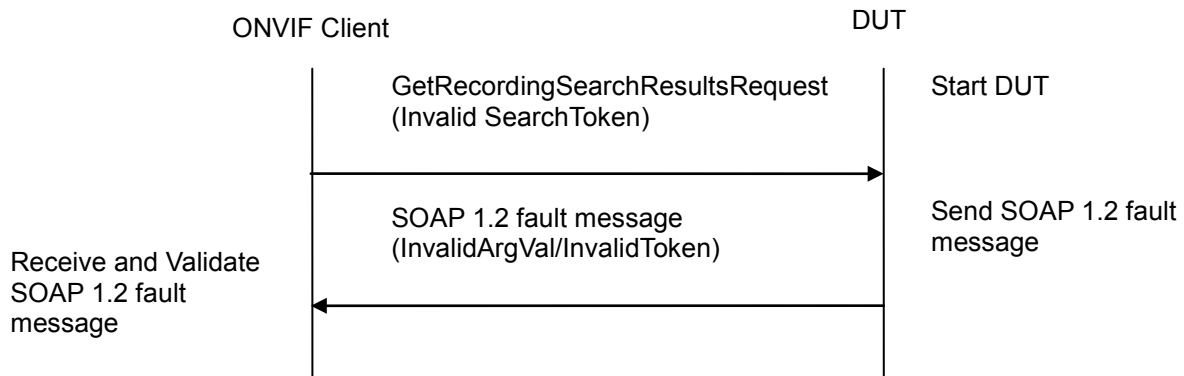 ONVIF Client
DUT
GetRecordingSearchResultsRequest
(Invalid SearchToken)
Start DUT
SOAP 1.2 fault message
(InvalidArgVal/InvalidToken)
Send SOAP 1.2 fault
message
Receive and Validate
SOAP 1.2 fault
message